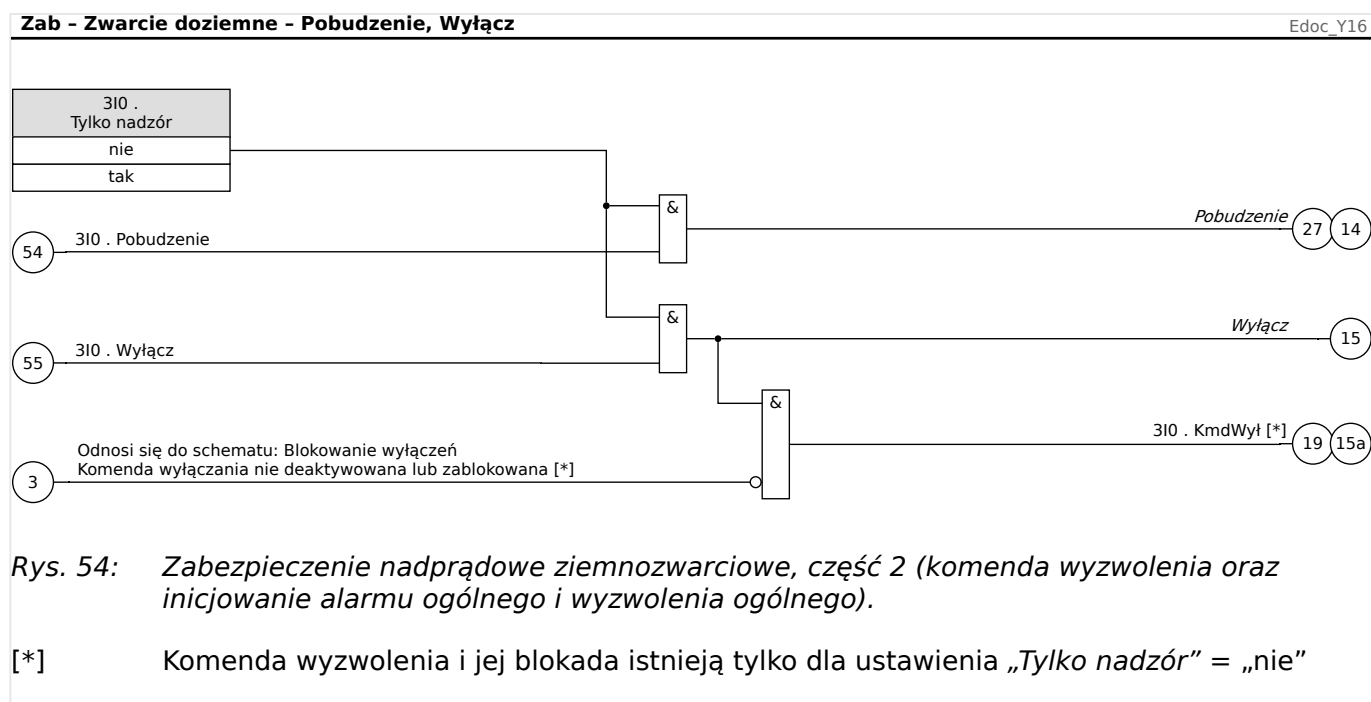 Zab – Zwarcie doziemne – Pobudzenie, Wyłącz
Edoc_Y16
3I0 .
Tylko nadzór
nie
tak
&
Pobudzenie
27
14
54
3I0 . Pobudzenie
&
Wyłącz
15
55
3I0 . Wyłącz
&
3I0 . KmdWył [*]
19
15a
Odnosi się do schematu: Blokowanie wyłączeń
Komenda wyłączania nie deaktywowana lub zablokowana [*]
3
Rys. 54: Zabezpieczenie nadprądowe ziemnozwarciowe, część 2 (komenda wyzwolenia oraz
inicjowanie alarmu ogólnego i wyzwolenia ogólnego).
[*] Komenda wyzwolenia i jej blokada istnieją tylko dla ustawienia „Tylko nadzór” = „nie”